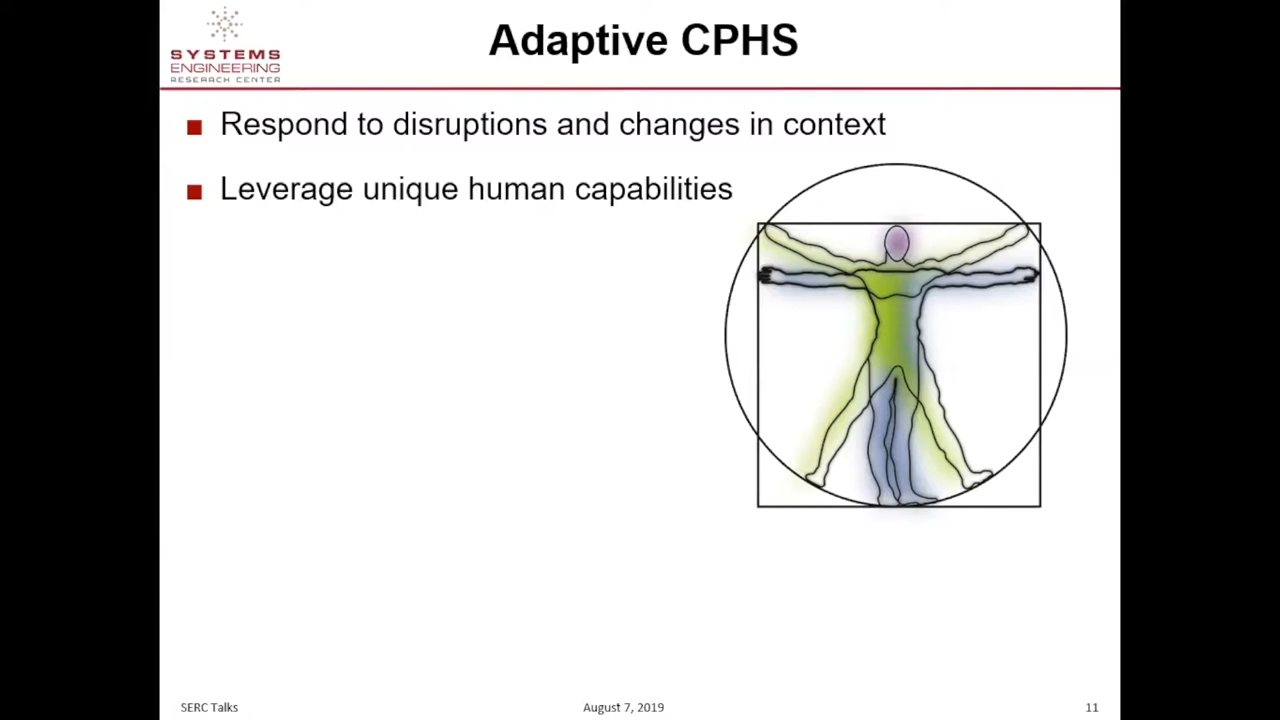 SYSTEMS
ENGINEERING
RESEARCH CENTER
Adaptive CPHS
Respond to disruptions and changes in context
Leverage unique human capabilities
SERC Talks
August 7, 2019
11